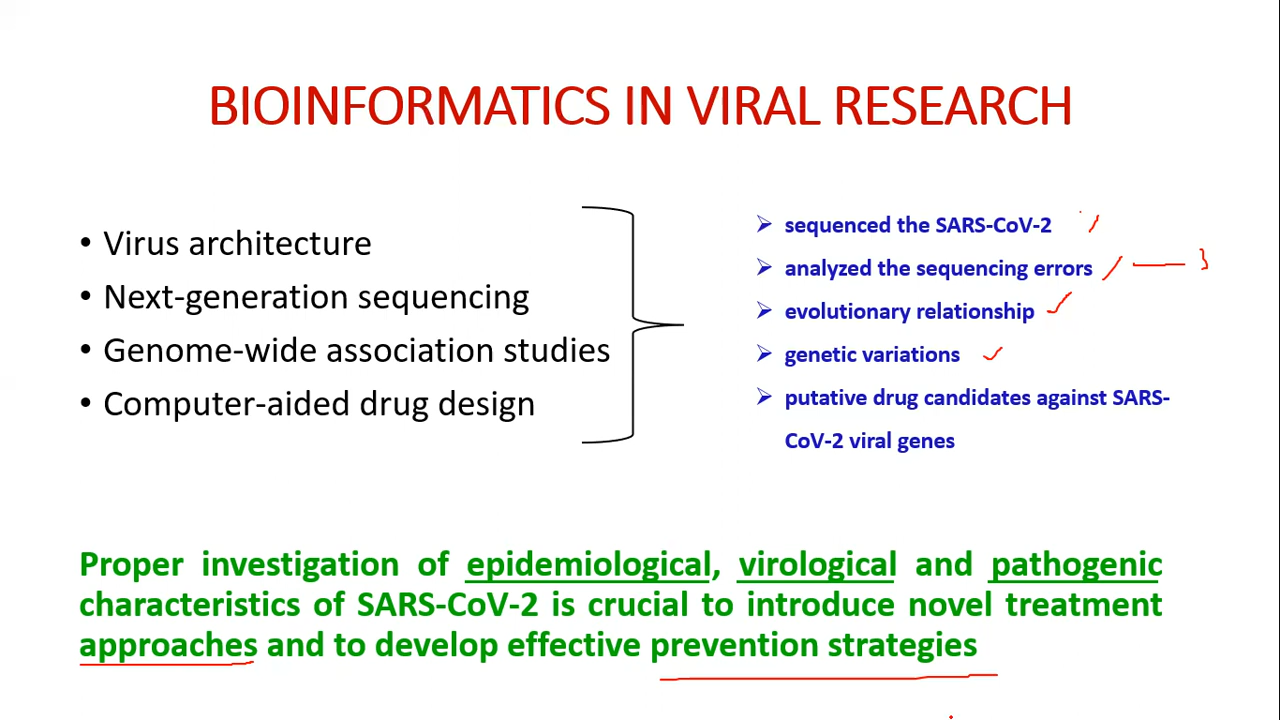 BIOINFORMATICS IN VIRAL RESEARCH
• Virus architecture
• Next-generation sequencing
• Genome-wide association studies
• Computer-aided drug design
➢ sequenced the SARS-CoV-2
➢ analyzed the sequencing errors
➢ evolutionary relationship
➢ genetic variations
➢ putative drug candidates against SARS-
CoV-2 viral genes
Proper investigation of epidemiological, virological and pathogenic
characteristics of SARS-CoV-2 is crucial to introduce novel treatment
approaches and to develop effective prevention strategies